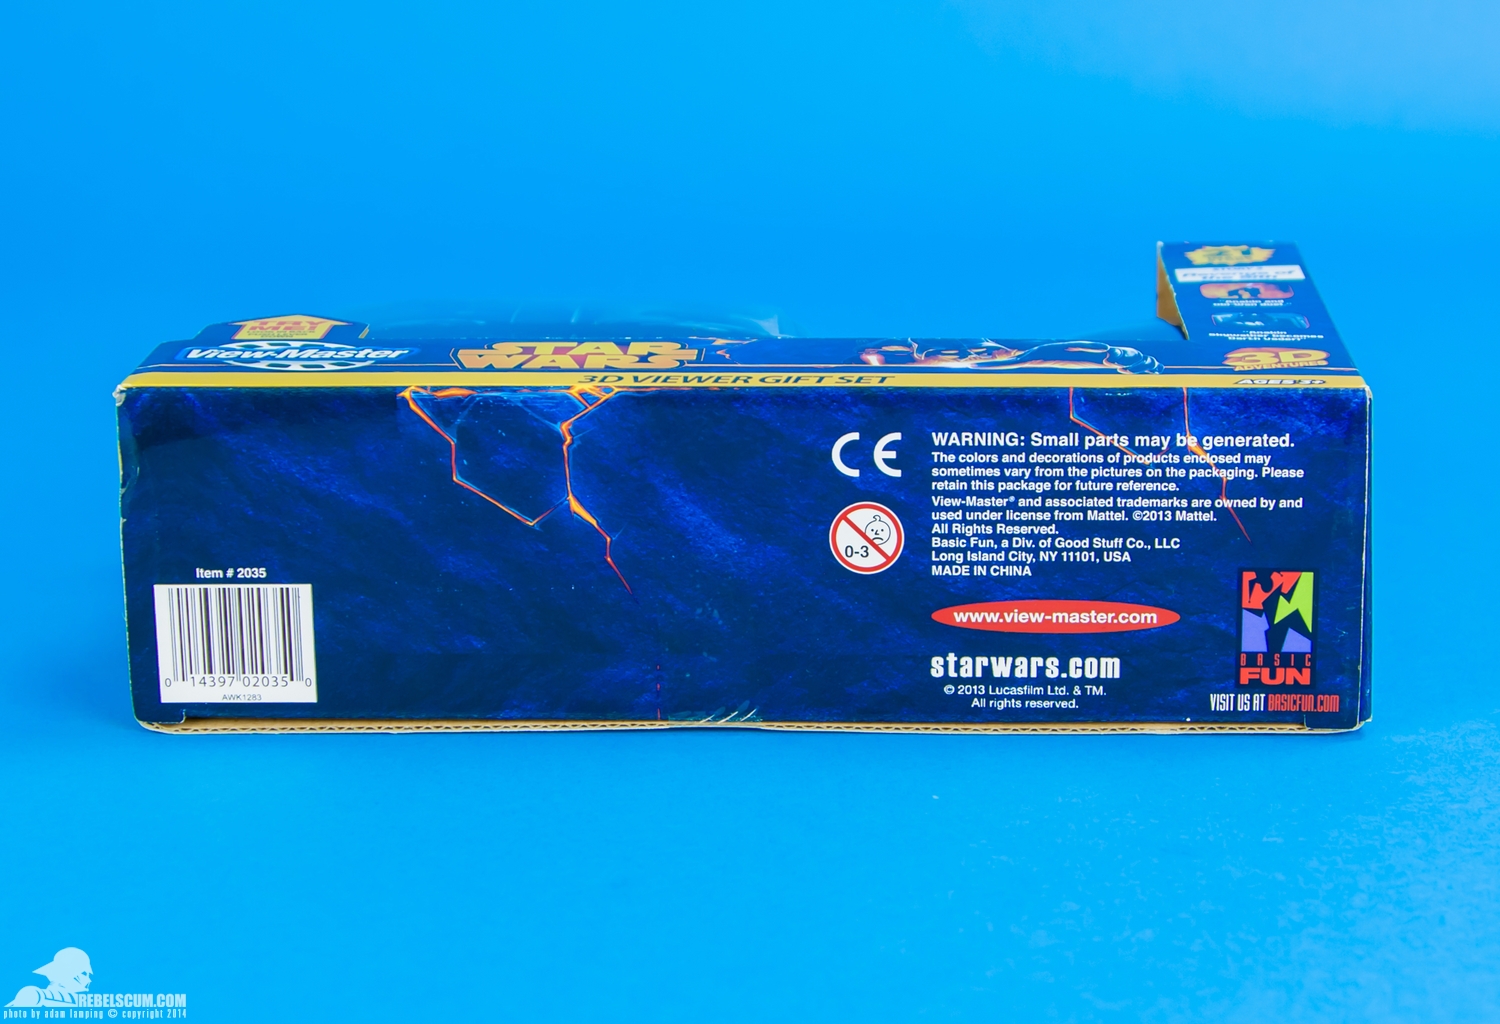 TRY
ME!
View-Master
STAR
WARS
3D VIEWER GIFT SET
3D
ADVENTURES
AGES 3+
CE
WARNING: Small parts may be generated.
The colors and decorations of products enclosed may
sometimes vary from the pictures on the packaging. Please
retain this package for future reference.
View-Master® and associated trademarks are owned by and
used under license from Mattel. ©2013 Mattel.
All Rights Reserved.
Basic Fun, a Div. of Good Stuff Co., LLC
Long Island City, NY 11101, USA
MADE IN CHINA
0-3
Item # 2035
0 14397 02035 0
AWK1283
www.view-master.com
starwars.com
© 2013 Lucasfilm Ltd. & TM.
All rights reserved.
BASIC
FUN
VISIT US AT BASICFUN.COM
REBELSCUM.COM
photo by adam lamping © copyright 2014